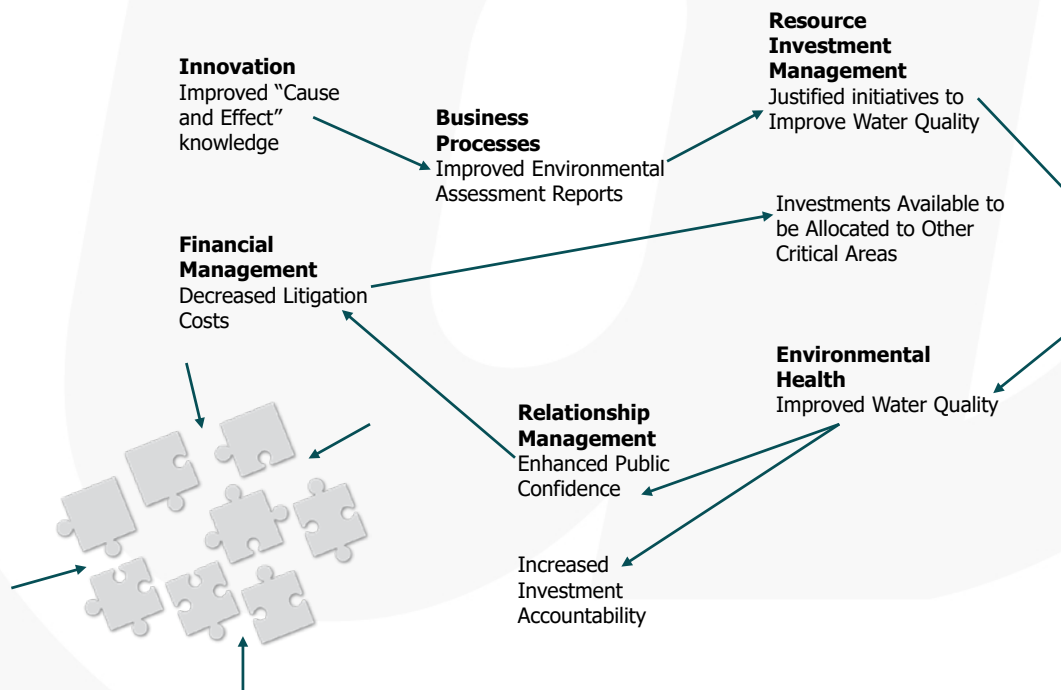 Innovation
Improved “Cause
and Effect”
knowledge
Business
Processes
Improved Environmental
Assessment Reports
Resource
Investment
Management
Justified initiatives to
Improve Water Quality
Investments Available to
be Allocated to Other
Critical Areas
Financial
Management
Decreased Litigation
Costs
Environmental
Health
Improved Water Quality
Relationship
Management
Enhanced Public
Confidence
Increased
Investment
Accountability